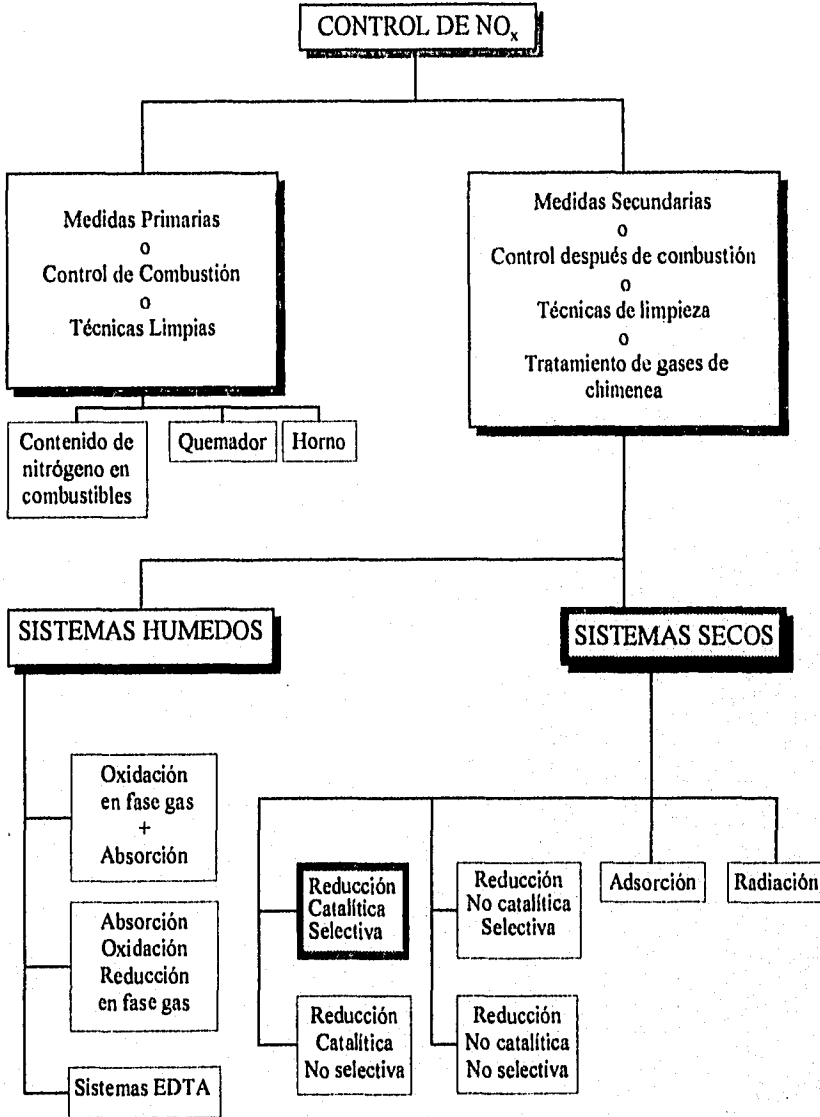 CONTROL DE NOx
Medidas Primarias
o
Control de Combustión
o
Técnicas Limpias
Medidas Secundarias
o
Control después de combustión
o
Técnicas de limpieza
o
Tratamiento de gases de
chimenea
Contenido de
nitrógeno en
combustibles
Quemador
Horno
SISTEMAS HUMEDOS
SISTEMAS SECOS
Oxidación
en fase gas
+
Absorción
Absorción
Oxidación
Reducción
en fase gas
Sistemas EDTA
Reducción
Catalítica
Selectiva
Reducción
No catalítica
Selectiva
Adsorción
Radiación
Reducción
Catalítica
No selectiva
Reducción
No catalítica
No selectiva